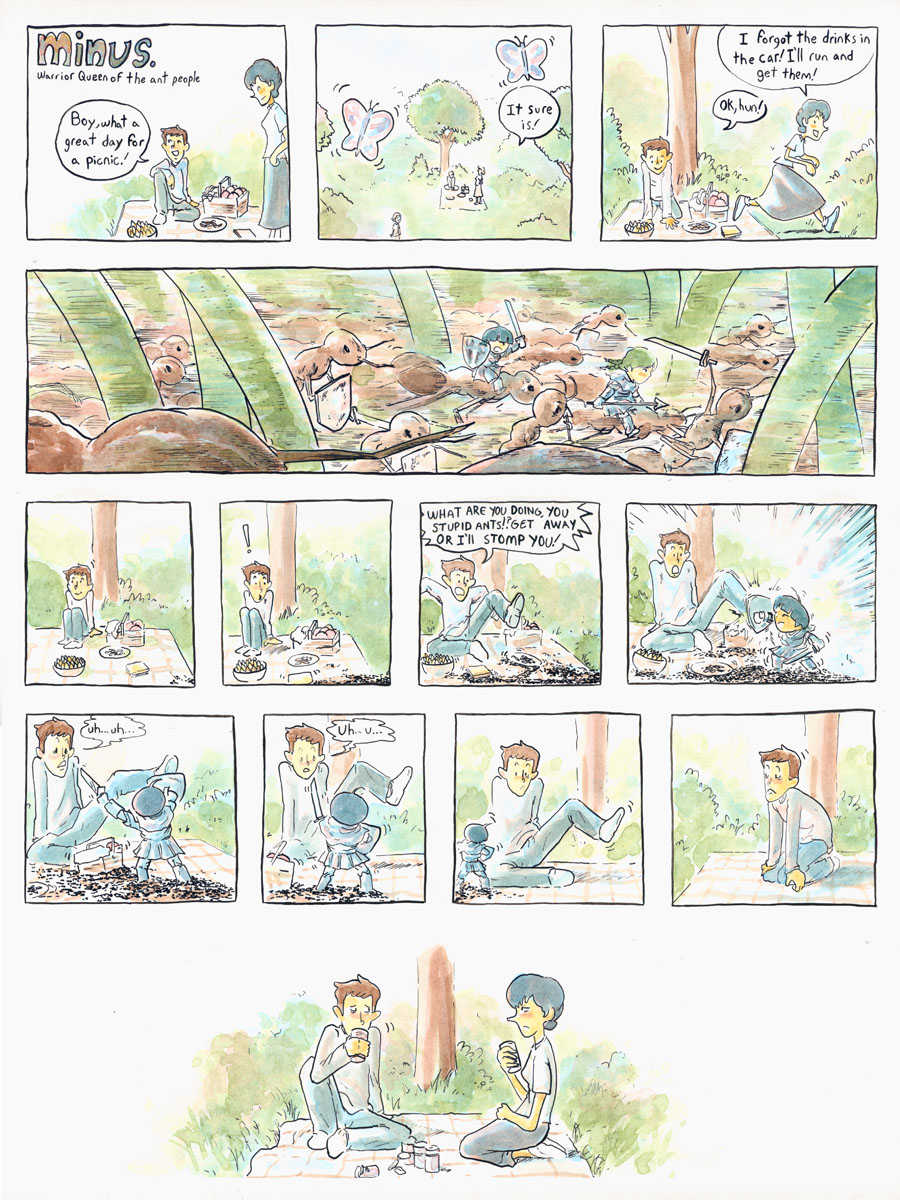 minus.
Warrior Queen of the ant people
Boy, what a
great day for
a picnic!
It sure
is!
I forgot the drinks in
the car! I'll run and
get them!
OK, hun!
!
WHAT ARE YOU DOING, YOU
STUPID ANTS!? GET AWAY
OR I'LL STOMP YOU!
uh... uh...
Uh... u...